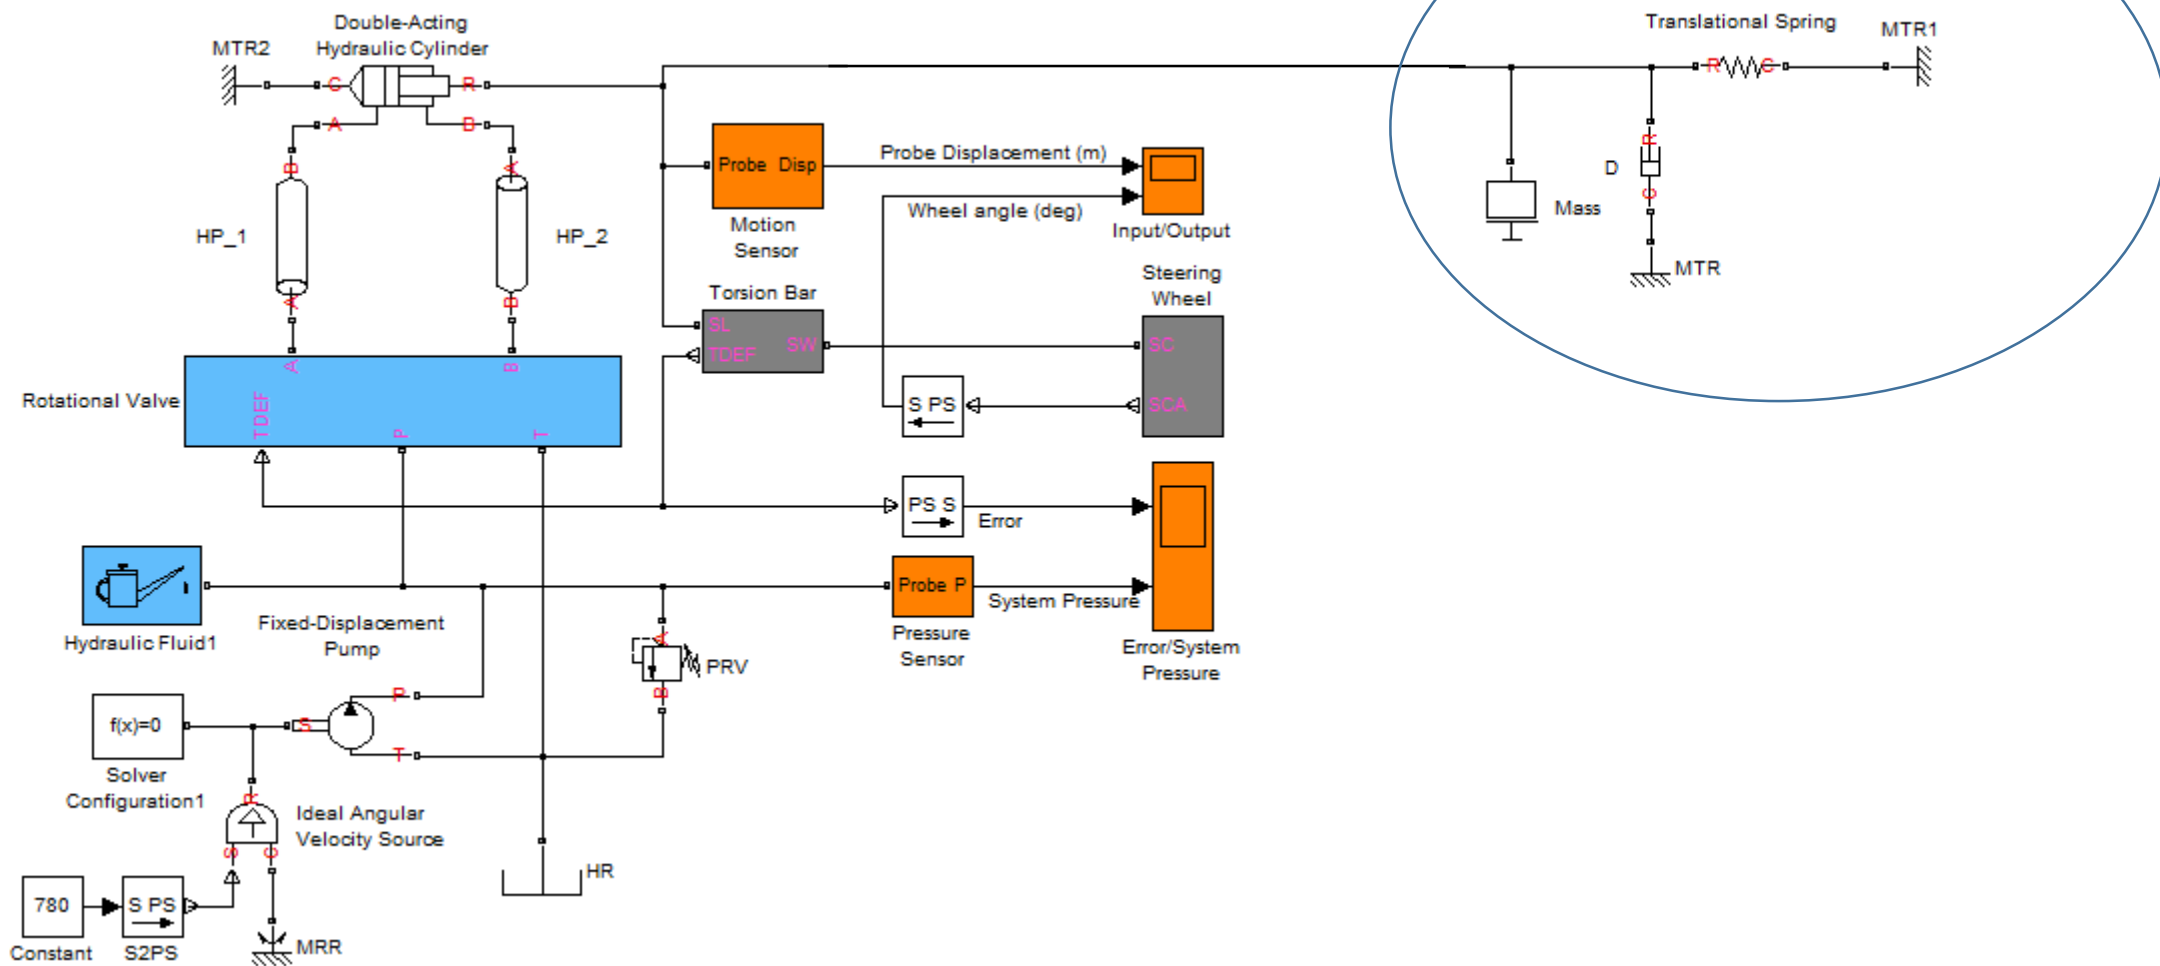 Double-Acting
Hydraulic Cylinder
MTR2
Translational Spring
MTR1
C
R
R
C
A
B
B
A
Probe Disp
Probe Displacement (m)
R
D
C
Wheel angle (deg)
Mass
Motion
Sensor
Input/Output
HP_1
HP_2
MTR
Steering
Wheel
Torsion Bar
A
B
SL
TDEF
SW
SC
A
B
Rotational Valve
TDEF
P
T
S PS
SCA
PS S
Error
Probe P
System Pressure
Hydraulic Fluid1
Fixed-Displacement
Pump
Pressure
Sensor
Error/System
Pressure
A
PRV
B
P
f(x)=0
S
T
Solver
Configuration1
R
Ideal Angular
Velocity Source
S
C
HR
780
S PS
MRR
Constant
S2PS